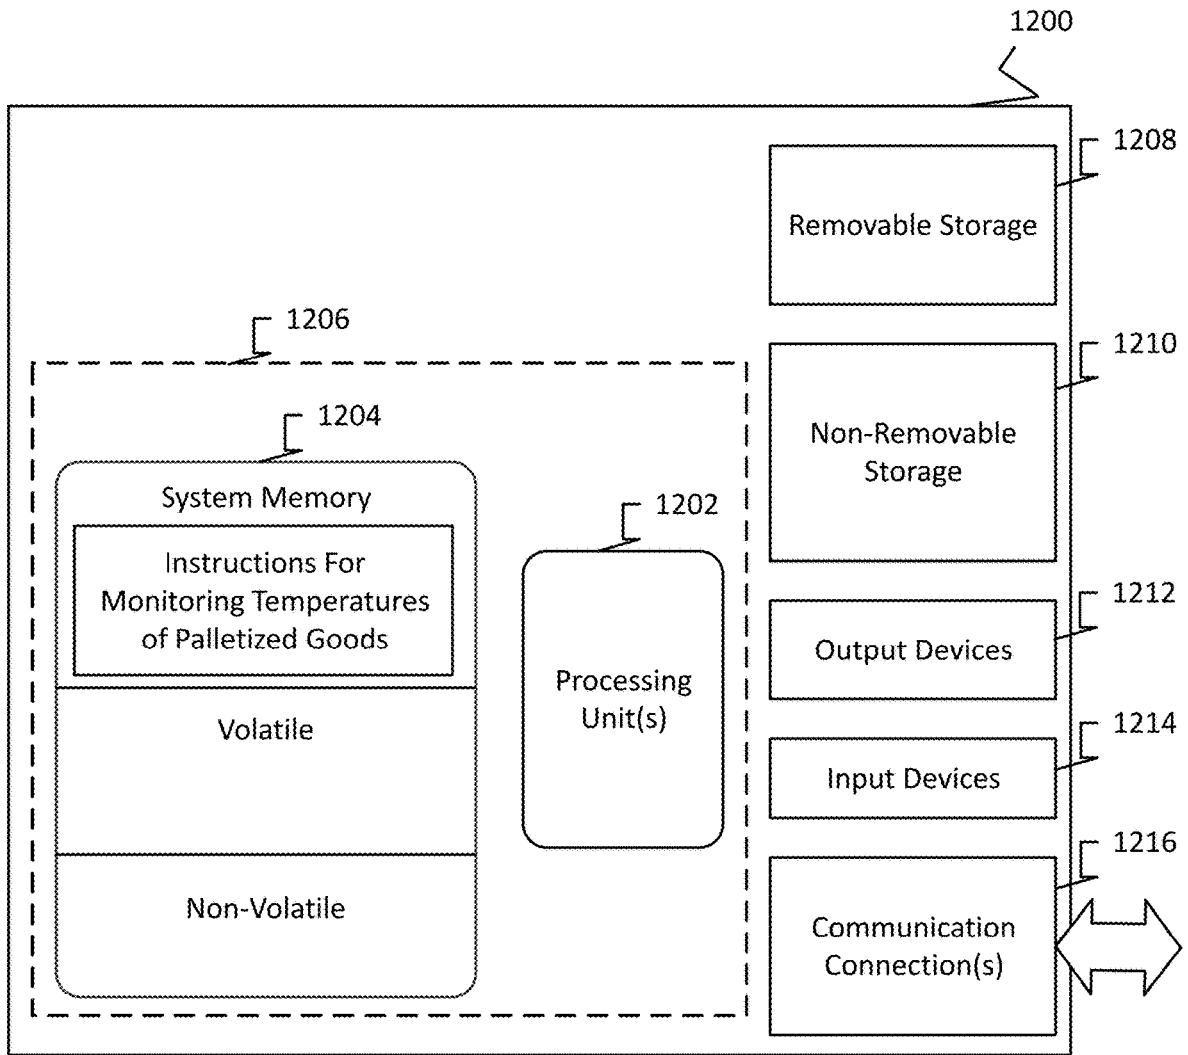 1200
1208
Removable Storage
1206
1210
Non-Removable
Storage
1204
System Memory
Instructions For
Monitoring Temperatures
of Palletized Goods
Volatile
Non-Volatile
1202
Processing
Unit(s)
1212
Output Devices
1214
Input Devices
1216
Communication
Connection(s)